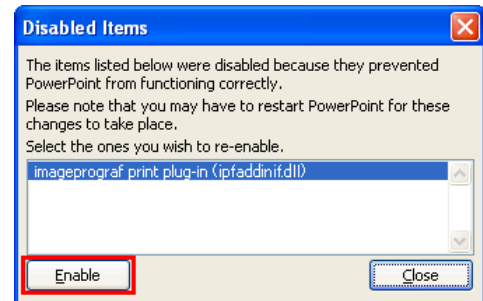 Disabled Items
The items listed below were disabled because they prevented
PowerPoint from functioning correctly.
Please note that you may have to restart PowerPoint for these
changes to take place.
Select the ones you wish to re-enable.
imageprograf print plug-in (ipfaddinif.dll)
Enable Close